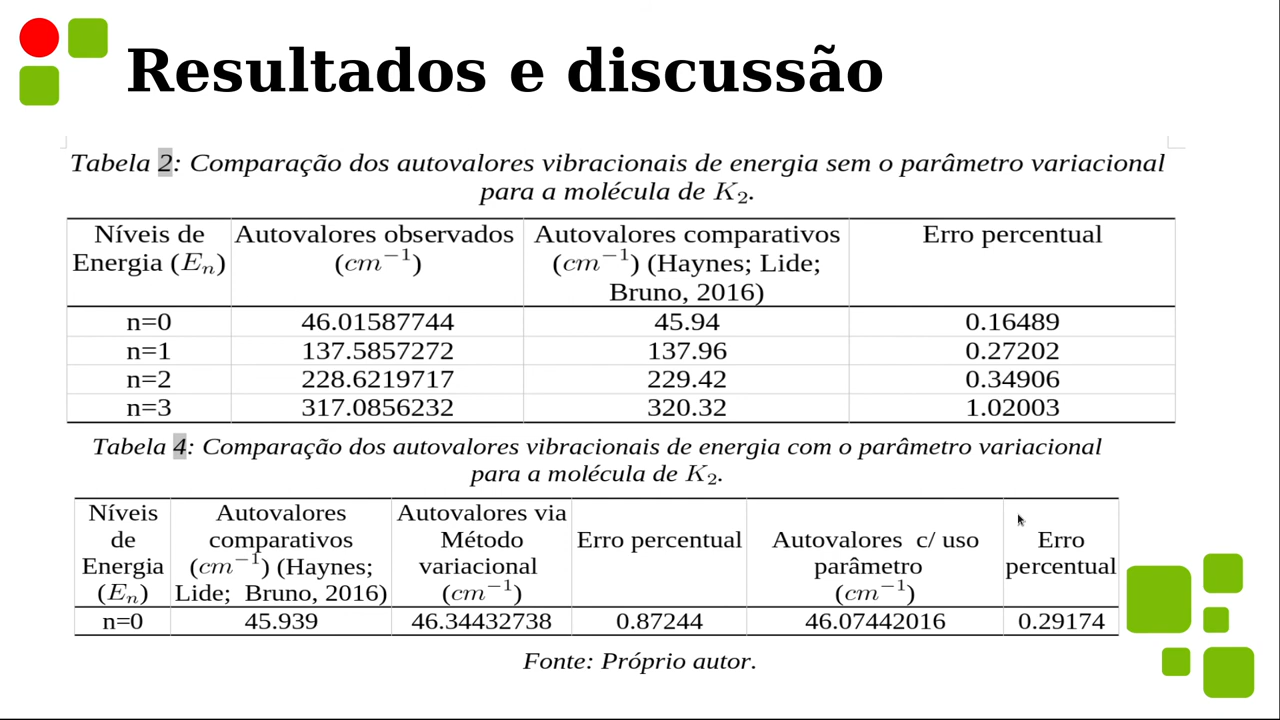 Resultados e discussão
Tabela 2: Comparação dos autovalores vibracionais de energia sem o parâmetro variacional
para a molécula de K₂.
Níveis de Energia (Eₙ) Autovalores observados (cm⁻¹) Autovalores comparativos (cm⁻¹) (Haynes; Lide; Bruno, 2016) Erro percentual
n=0 46.01587744 45.94 0.16489
n=1 137.5857272 137.96 0.27202
n=2 228.6219717 229.42 0.34906
n=3 317.0856232 320.32 1.02003
Tabela 4: Comparação dos autovalores vibracionais de energia com o parâmetro variacional
para a molécula de K₂.
Níveis de Energia (Eₙ) Autovalores comparativos (cm⁻¹) (Haynes; Lide; Bruno, 2016) Autovalores via Método variacional (cm⁻¹) Erro percentual Autovalores c/ uso parâmetro (cm⁻¹) Erro percentual
n=0 45.939 46.34432738 0.87244 46.07442016 0.29174
Fonte: Próprio autor.